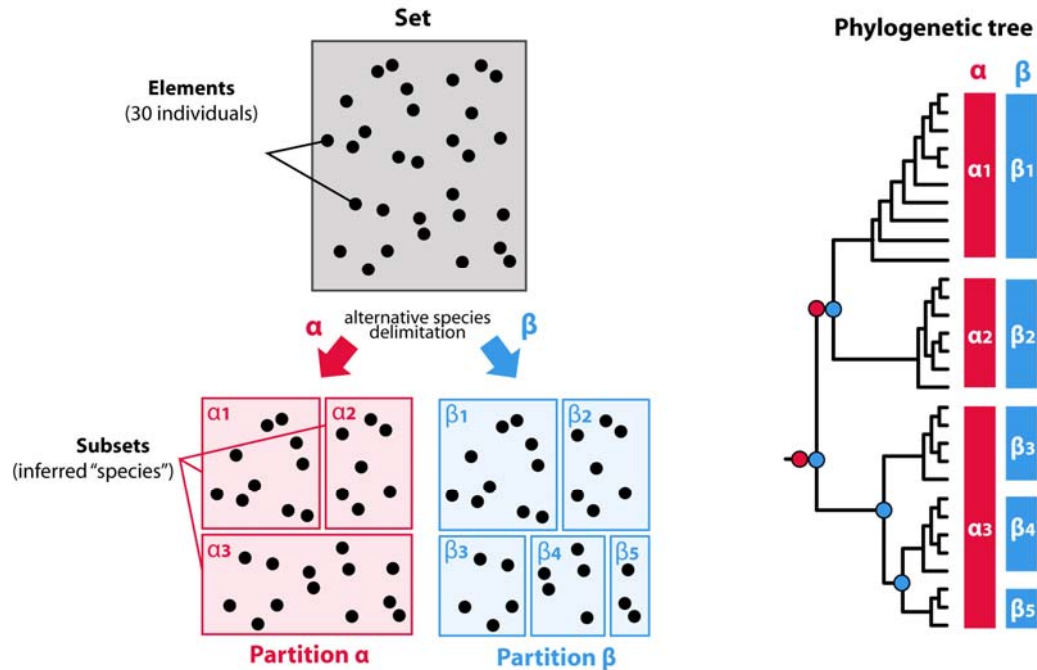 Set
Elements
(30 individuals)
alternative species
delimitation
α
β
α1
α2
α3
β1
β2
β3
β4
β5
Subsets
(inferred “species”)
Partition α
Partition β
Phylogenetic tree
α
β
α1
β1
α2
β2
α3
β3
β4
β5